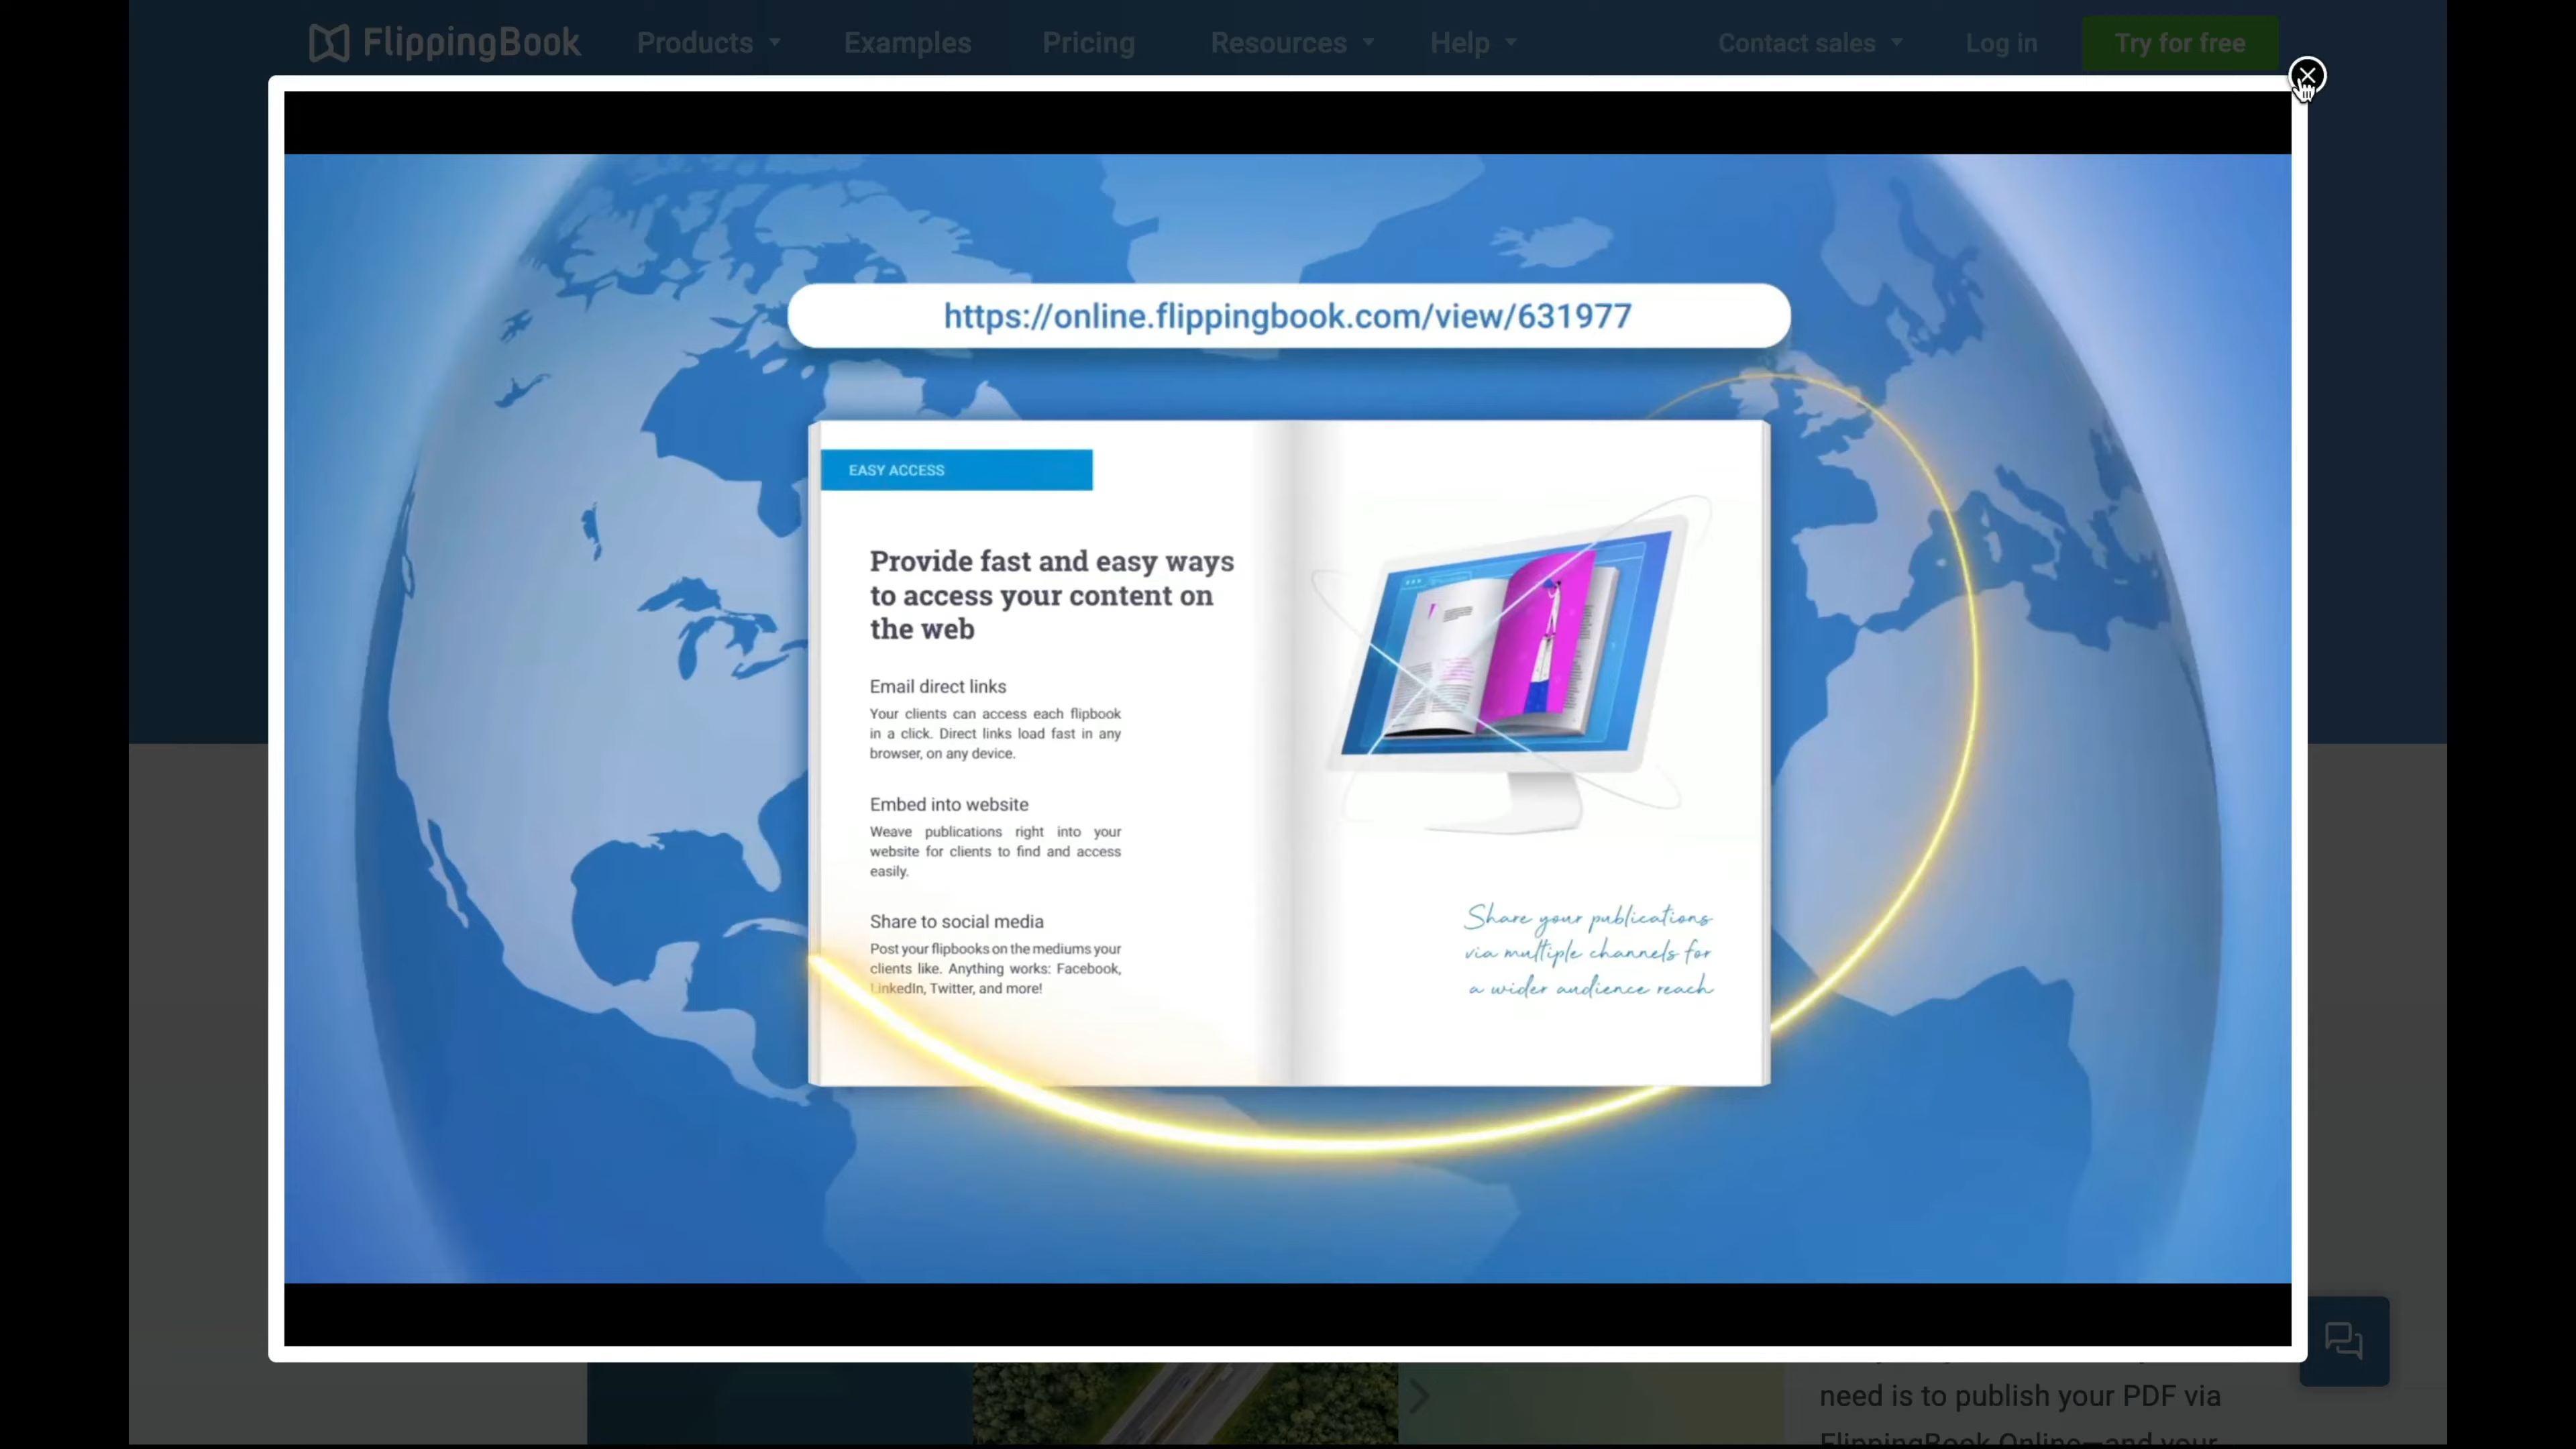 FlippingBook Products Examples Pricing Resources Help Contact sales Log in Try for free
https://online.flippingbook.com/view/631977
EASY ACCESS
Provide fast and easy ways
to access your content on
the web
Email direct links
Your clients can access each flipbook
in a click. Direct links load fast in any
browser, on any device.
Embed into website
Weave publications right into your
website for clients to find and access
easily.
Share to social media
Post your flipbooks on the mediums your
clients like. Anything works: Facebook,
LinkedIn, Twitter, and more!
Share your publications
via multiple channels for
a wider audience reach
need is to publish your PDF via
FlippingBook Online—and your